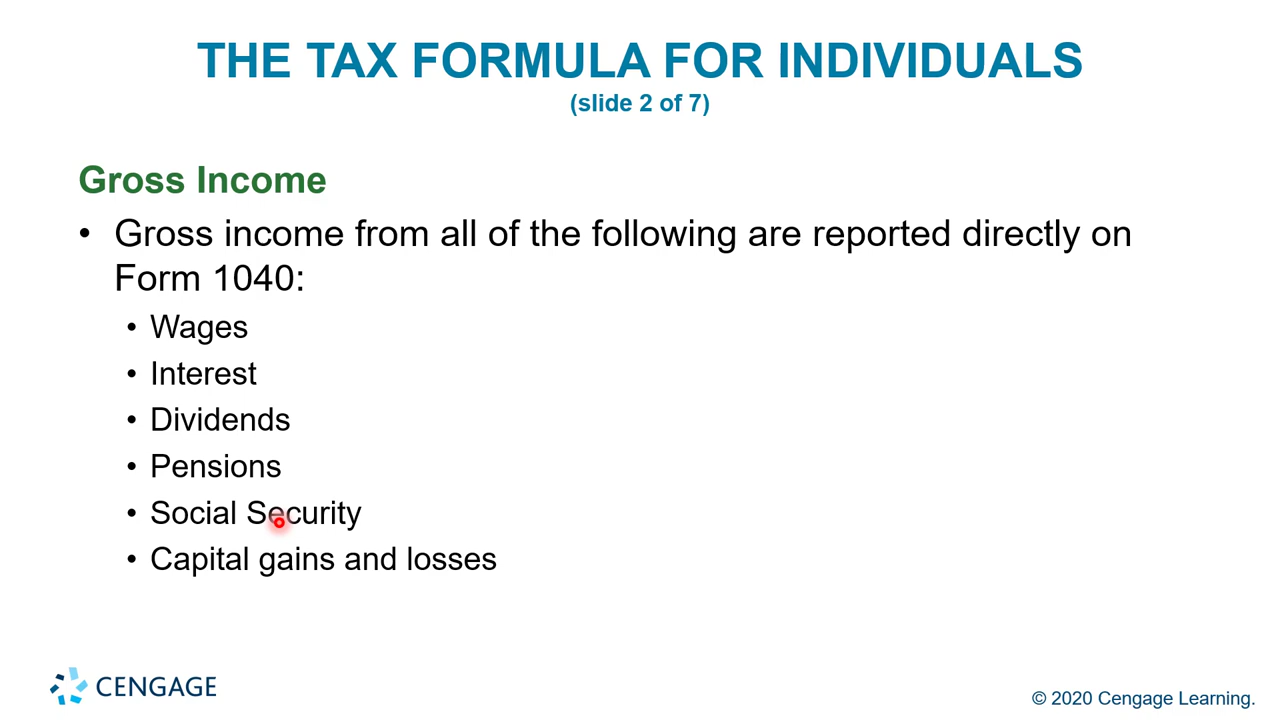 THE TAX FORMULA FOR INDIVIDUALS
(slide 2 of 7)
Gross Income
• Gross income from all of the following are reported directly on
Form 1040:
• Wages
• Interest
• Dividends
• Pensions
• Social Security
• Capital gains and losses
CENGAGE
© 2020 Cengage Learning.